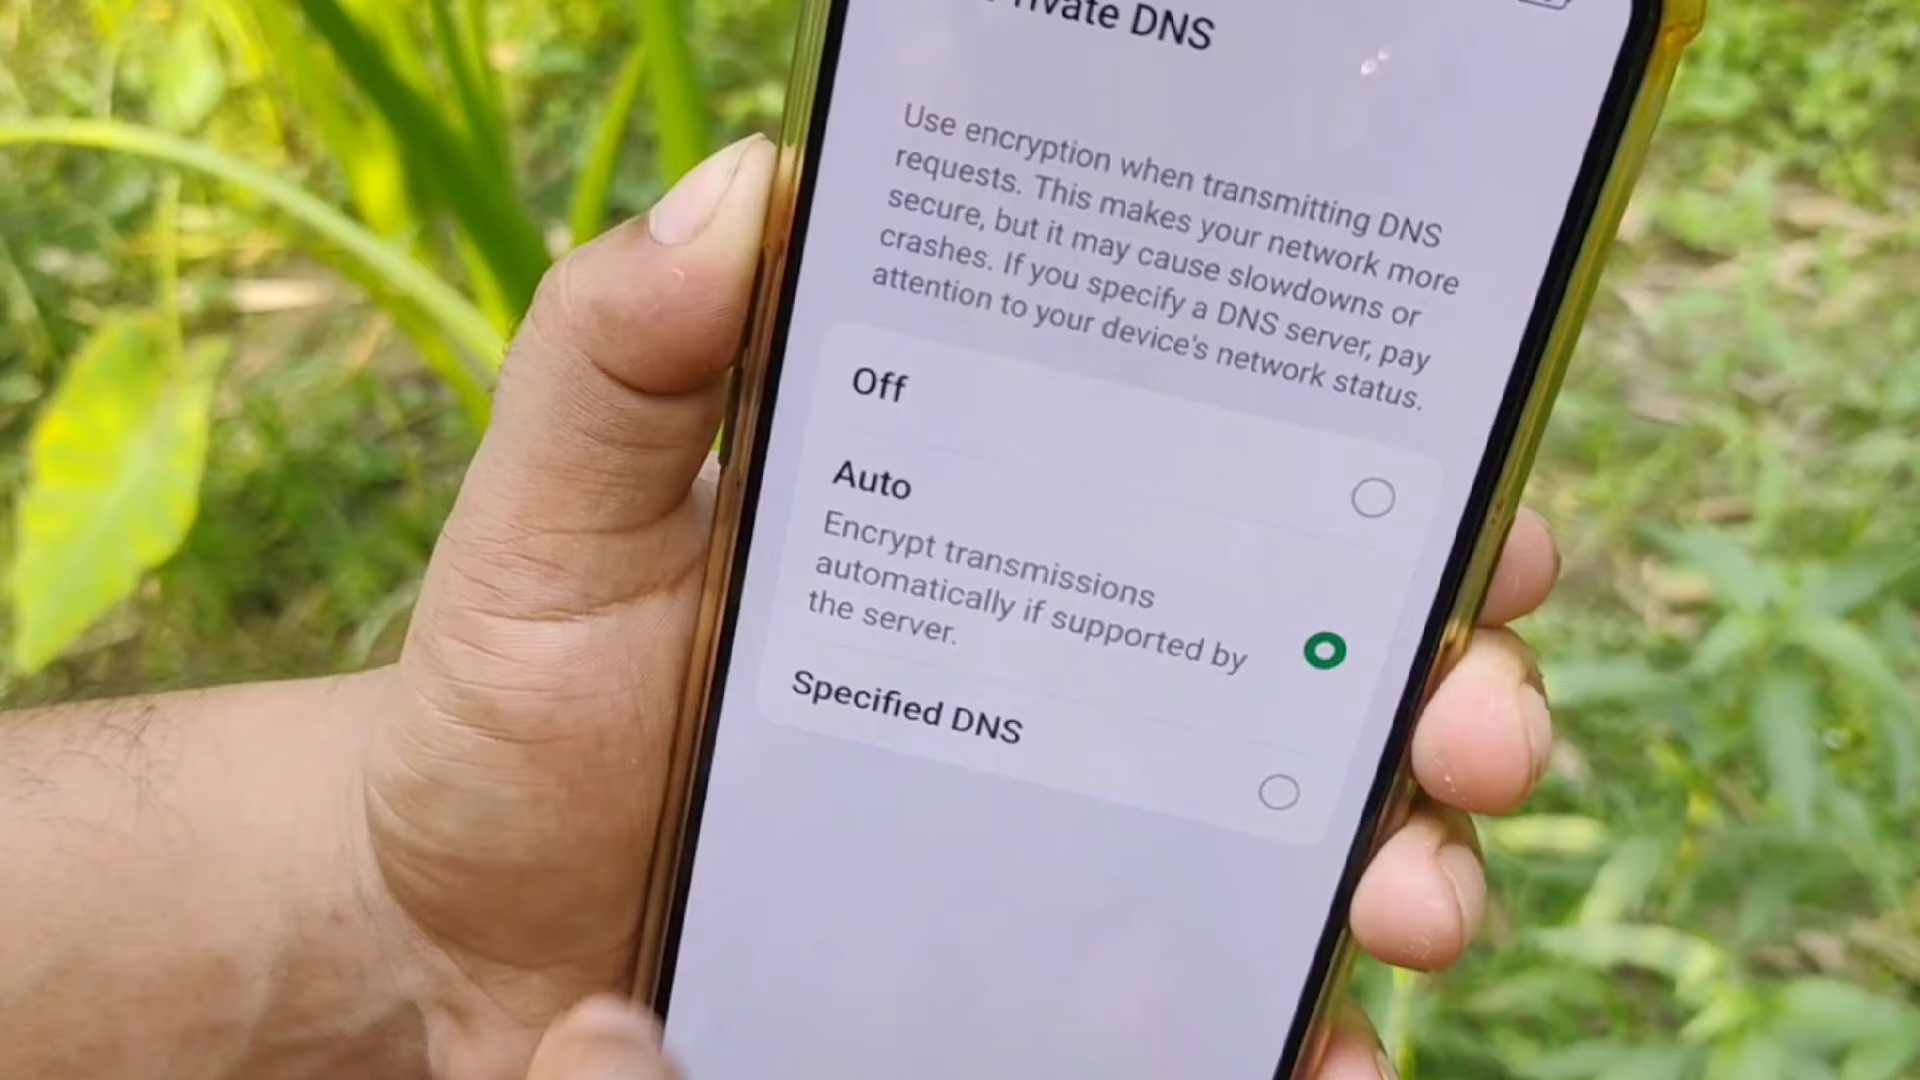 Private DNS
Use encryption when transmitting DNS
requests. This makes your network more
secure, but it may cause slowdowns or
crashes. If you specify a DNS server, pay
attention to your device's network status.
Off
Auto
Encrypt transmissions
automatically if supported by
the server.
Specified DNS